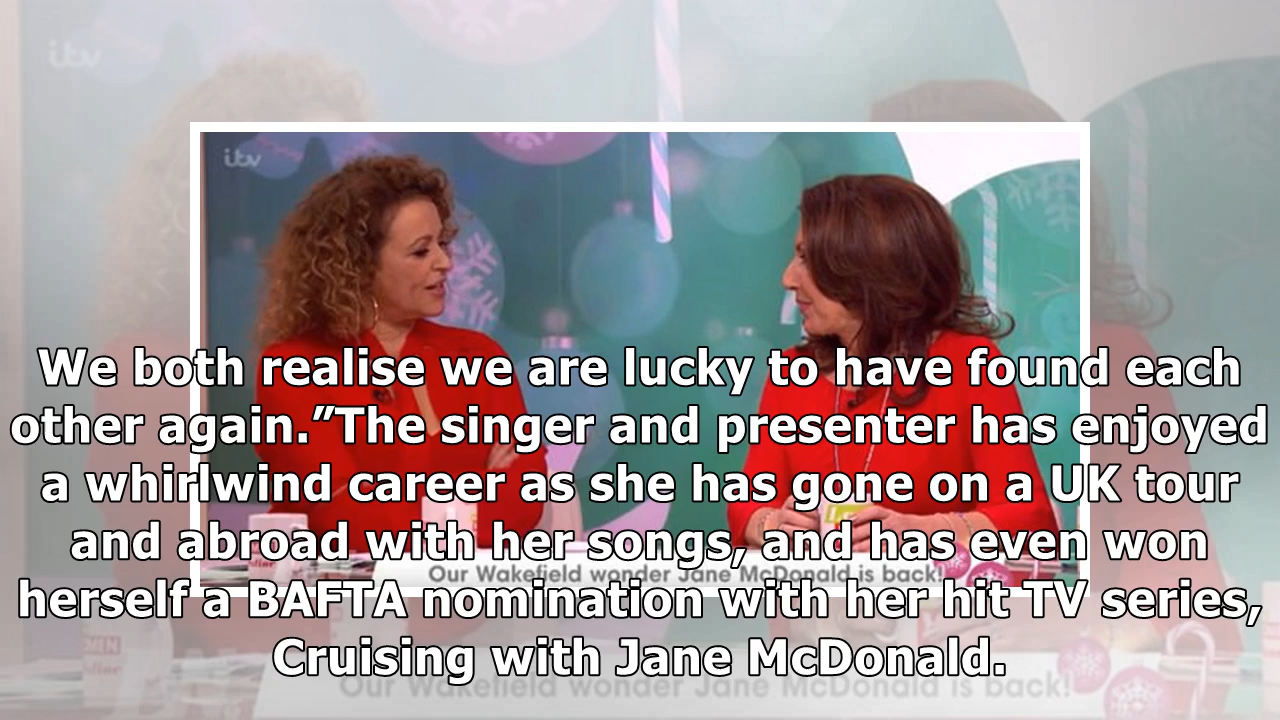 itv
itv
We both realise we are lucky to have found each
other again.”The singer and presenter has enjoyed
a whirlwind career as she has gone on a UK tour
and abroad with her songs, and has even won
Our Wakefield wonder Jane McDonald is back!
herself a BAFTA nomination with her hit TV series,
Cruising with Jane McDonald.
Our Wakefield wonder Jane McDonald is back!